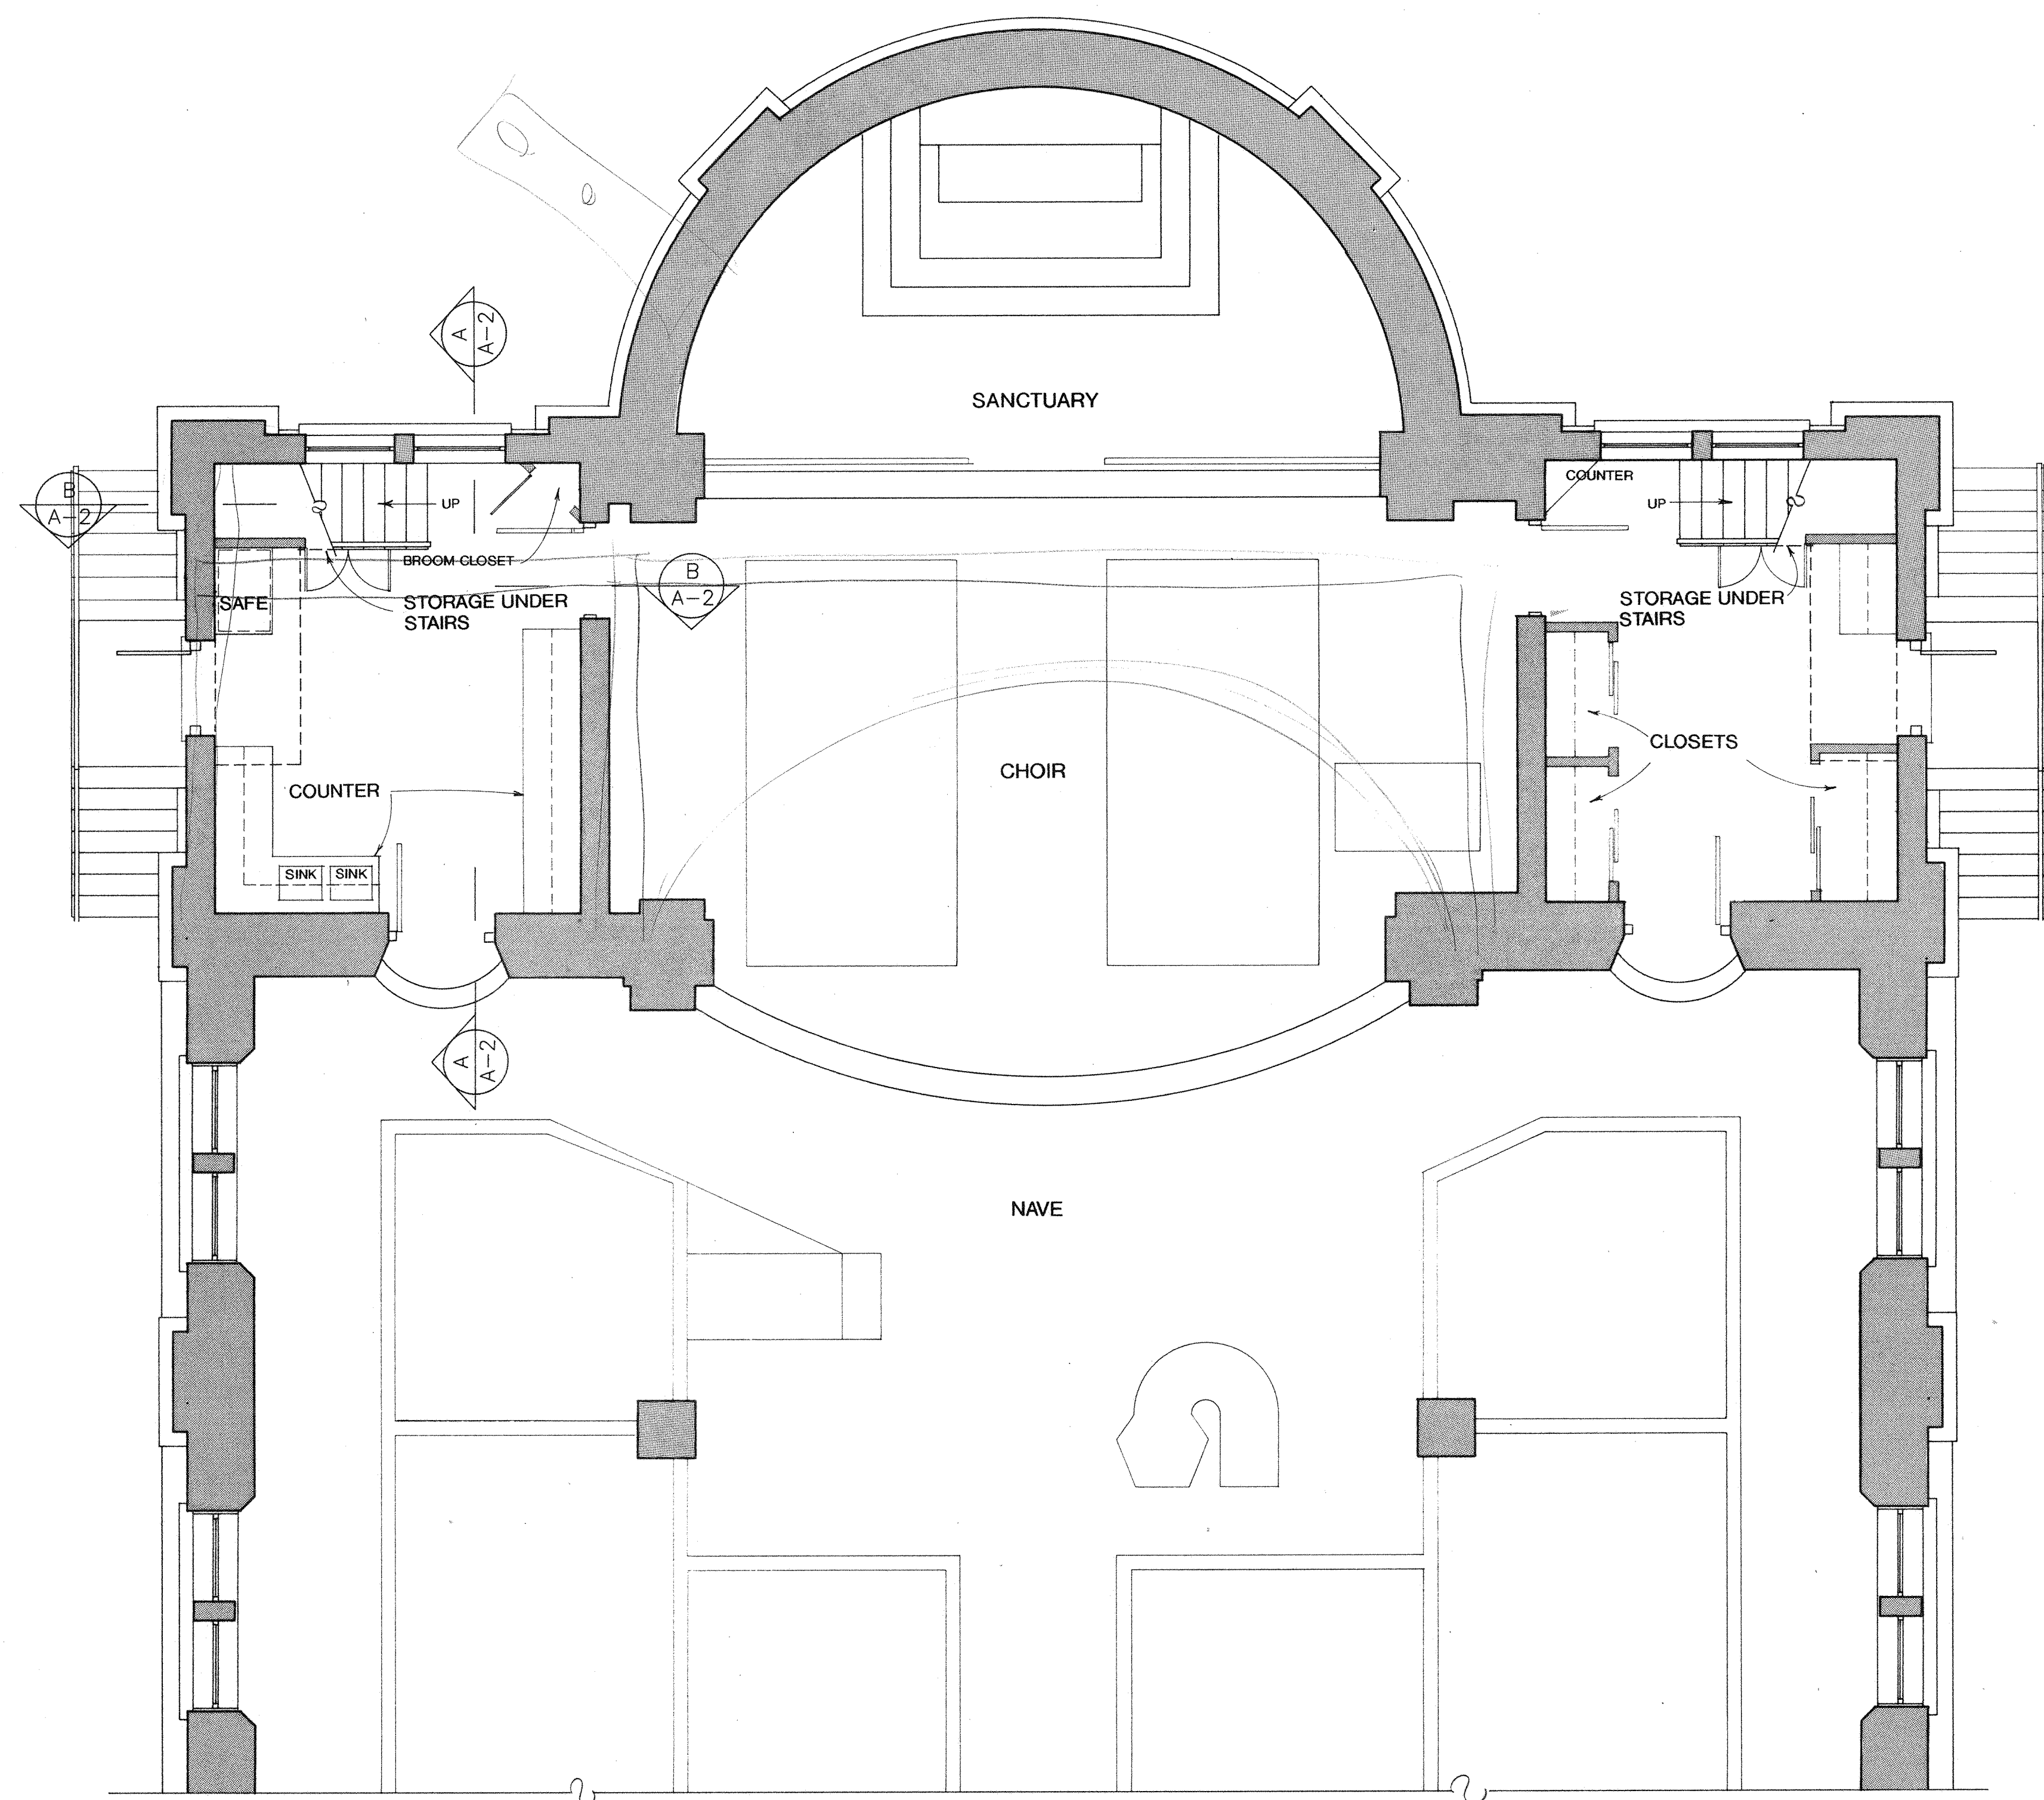 A
A-2
SANCTUARY
COUNTER
UP
UP
B
A-2
BROOM CLOSET
B
A-2
SAFE
STORAGE UNDER
STAIRS
STORAGE UNDER
STAIRS
CLOSETS
CHOIR
COUNTER
SINK
SINK
A
A-2
NAVE